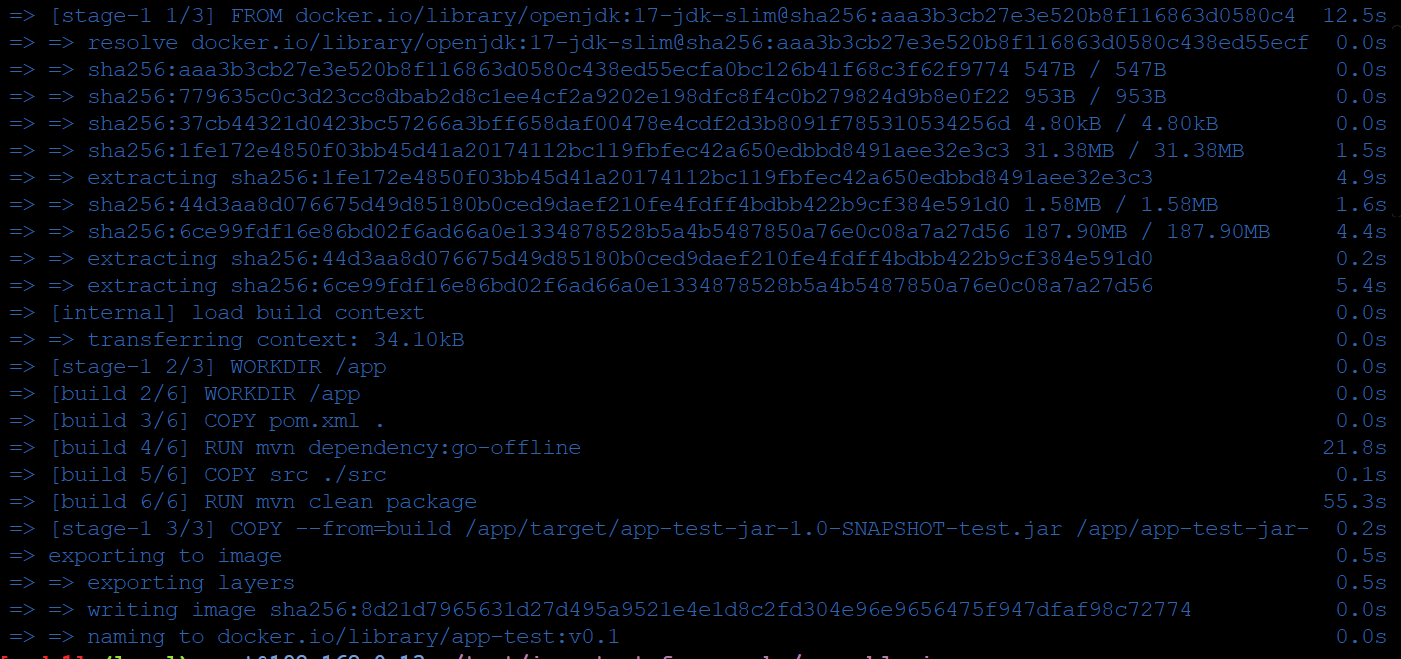 => [stage-1 1/3] FROM docker.io/library/openjdk:17-jdk-slim@sha256:aaa3b3cb27e3e520b8f116863d0580c4 12.5s
=> => resolve docker.io/library/openjdk:17-jdk-slim@sha256:aaa3b3cb27e3e520b8f116863d0580c438ed55ecf 0.0s
=> => sha256:aaa3b3cb27e3e520b8f116863d0580c438ed55ecfa0bc126b41f68c3f62f9774 547B / 547B 0.0s
=> => sha256:779635c0c3d23cc8dbab2d8c1ee4cf2a9202e198dfc8f4c0b279824d9b8e0f22 953B / 953B 0.0s
=> => sha256:37cb44321d0423bc57266a3bff658daf00478e4cdf2d3b8091f785310534256d 4.80kB / 4.80kB 0.0s
=> => sha256:1fe172e4850f03bb45d41a20174112bc119fbfec42a650edbbd8491aee32e3c3 31.38MB / 31.38MB 1.5s
=> => extracting sha256:1fe172e4850f03bb45d41a20174112bc119fbfec42a650edbbd8491aee32e3c3 4.9s
=> => sha256:44d3aa8d076675d49d85180b0ced9daef210fe4fdff4bdbb422b9cf384e591d0 1.58MB / 1.58MB 1.6s
=> => sha256:6ce99fdf16e86bd02f6ad66a0e1334878528b5a4b5487850a76e0c08a7a27d56 187.90MB / 187.90MB 4.4s
=> => extracting sha256:44d3aa8d076675d49d85180b0ced9daef210fe4fdff4bdbb422b9cf384e591d0 0.2s
=> => extracting sha256:6ce99fdf16e86bd02f6ad66a0e1334878528b5a4b5487850a76e0c08a7a27d56 5.4s
=> [internal] load build context 0.0s
=> => transferring context: 34.10kB 0.0s
=> [stage-1 2/3] WORKDIR /app 0.0s
=> [build 2/6] WORKDIR /app 0.0s
=> [build 3/6] COPY pom.xml . 0.0s
=> [build 4/6] RUN mvn dependency:go-offline 21.8s
=> [build 5/6] COPY src ./src 0.1s
=> [build 6/6] RUN mvn clean package 55.3s
=> [stage-1 3/3] COPY --from=build /app/target/app-test-jar-1.0-SNAPSHOT-test.jar /app/app-test-jar- 0.2s
=> exporting to image 0.5s
=> => exporting layers 0.5s
=> => writing image sha256:8d21d7965631d27d495a9521e4e1d8c2fd304e96e9656475f947dfaf98c72774 0.0s
=> => naming to docker.io/library/app-test:v0.1 0.0s